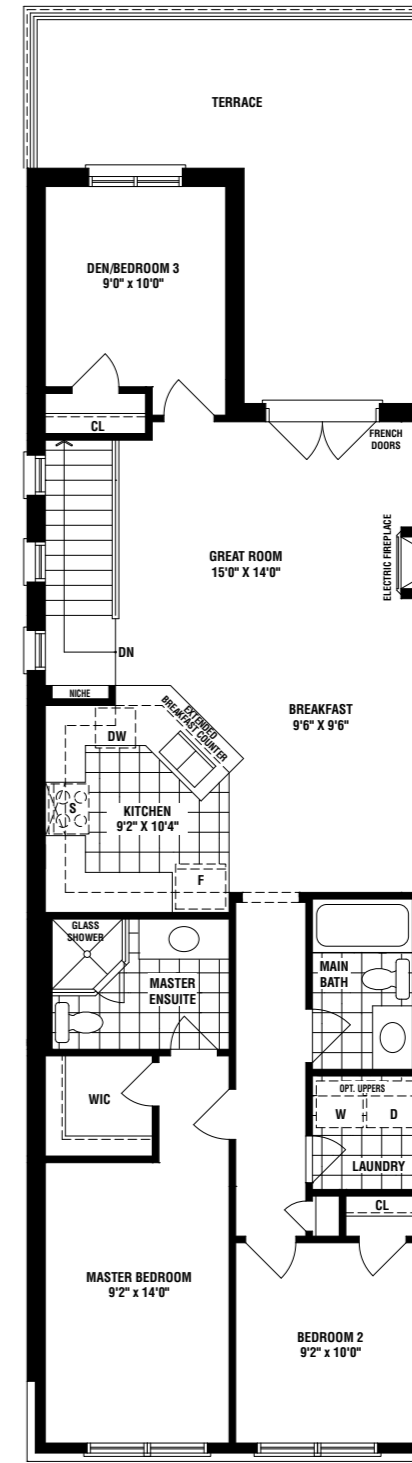 TERRACE
DEN/BEDROOM 3
9'0" x 10'0"
CL
FRENCH
DOORS
GREAT ROOM
15'0" X 14'0"
ELECTRIC FIREPLACE
DN
NICHE
EXTENDED
BREAKFAST COUNTER
BREAKFAST
9'6" X 9'6"
DW
S
KITCHEN
9'2" X 10'4"
F
GLASS
SHOWER
MASTER
ENSUITE
MAIN
BATH
WIC
OPT. UPPERS
W
D
LAUNDRY
CL
MASTER BEDROOM
9'2" x 14'0"
BEDROOM 2
9'2" x 10'0"